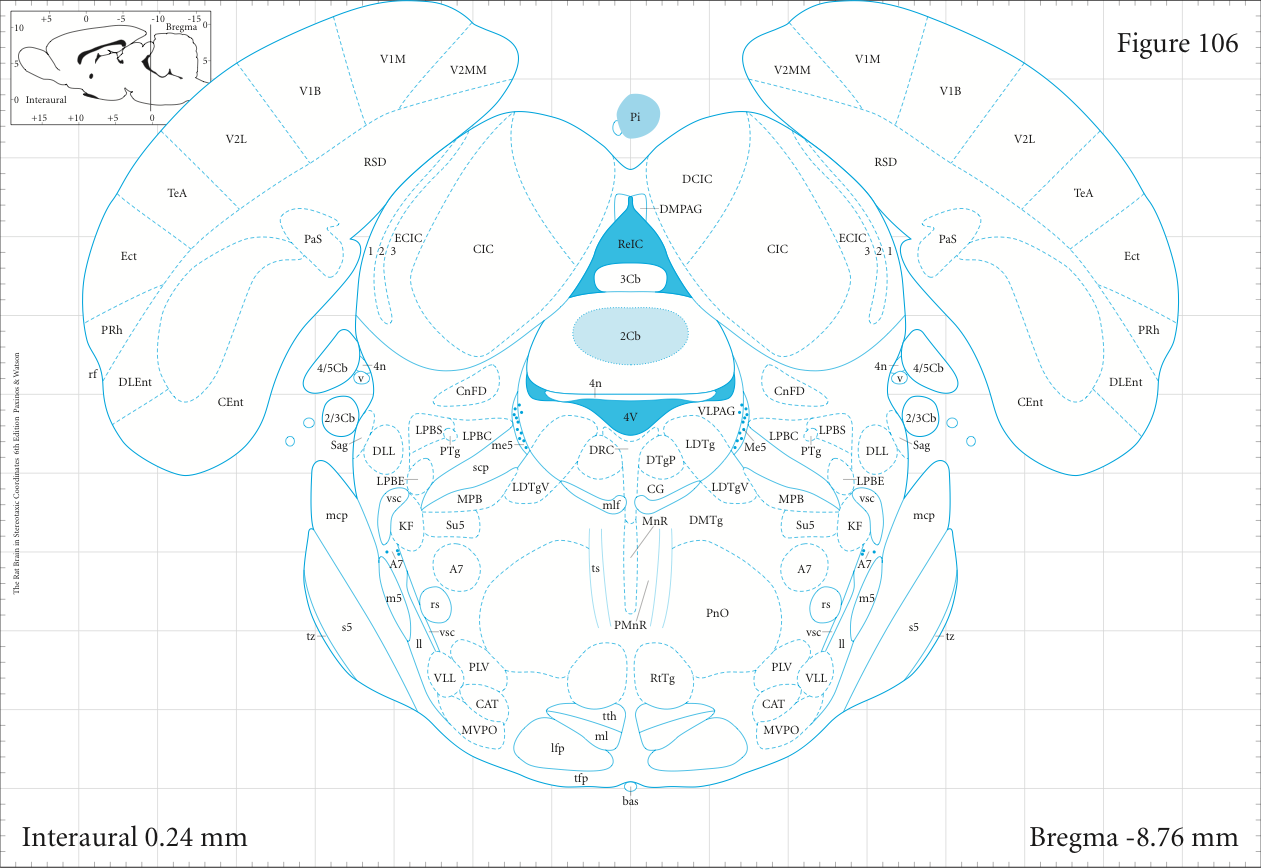 +5 0 -5 -10 -15
Bregma 0
10
5 5
0 Interaural
+15 +10 +5 0
Figure 106
V1M V2MM V2MM V1M
V1B V1B
Pi
V2L V2L
RSD RSD
DCIC
TeA TeA
DMPAG
PaS ECIC CIC ReIC CIC ECIC PaS
1 2 3 3 2 1
Ect Ect
3Cb
PRh PRh
2Cb
rf 4/5Cb 4n 4n 4/5Cb
v v
DLEnt DLEnt
4n
CnFD CnFD
CEnt CEnt
2/3Cb 4V VLPAG 2/3Cb
LPBS LPBC LPBC LPBS
Sag me5 LDTg Me5 Sag
DLL PTg DRC PTg DLL
DTgP
scp
LPBE LPBE
LDTgV CG LDTgV
vsc MPB MPB vsc
mlf
mcp MnR DMTg mcp
KF Su5 Su5 KF
A7 A7 ts A7 A7
m5 m5
rs rs
PnO
s5 PMnR s5
tz vsc vsc tz
ll ll
PLV PLV
VLL RtTg VLL
CAT CAT
tth
MVPO ml MVPO
lfp
tfp
bas
The Rat Brain in Stereotaxic Coordinates 6th Edition Paxinos & Watson
Interaural 0.24 mm
Bregma -8.76 mm